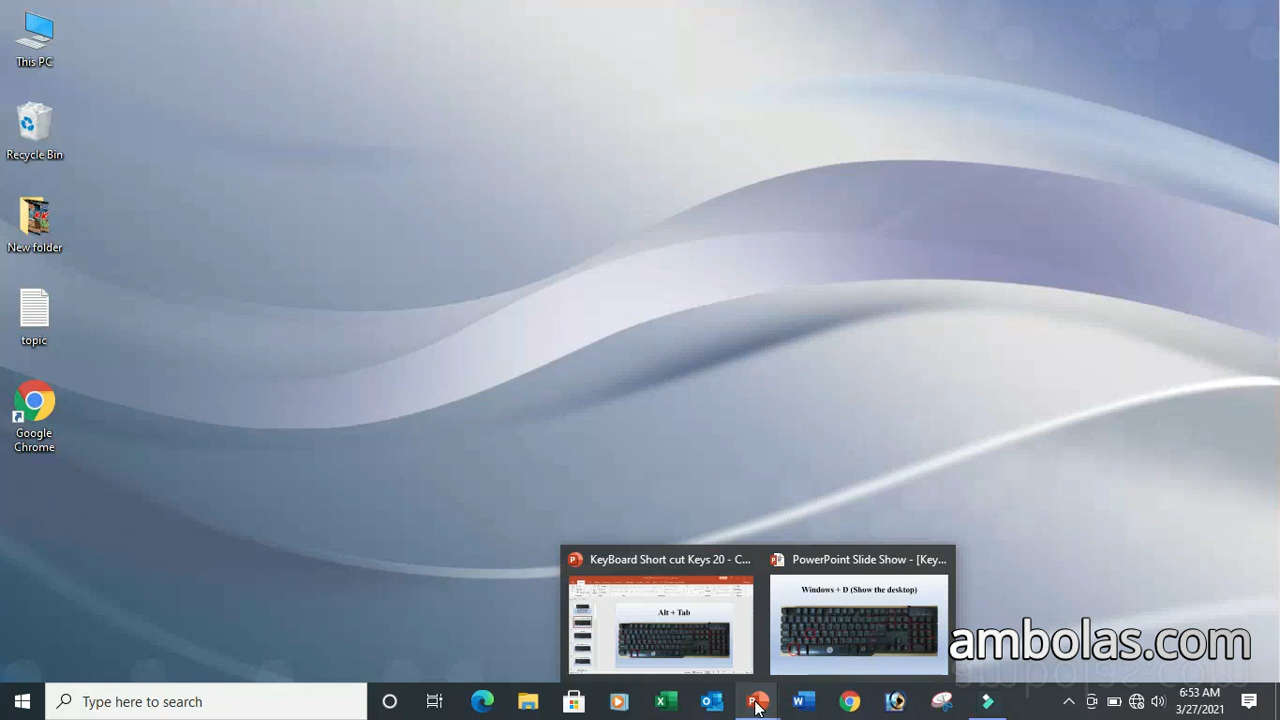 This PC
Recycle Bin
New folder
topic
Google
Chrome
KeyBoard Short cut Keys 20 - C...
PowerPoint Slide Show - [Key...
Alt + Tab
Windows + D (Show the desktop)
ambolas.com
Type here to search
6:53 AM
3/27/2021